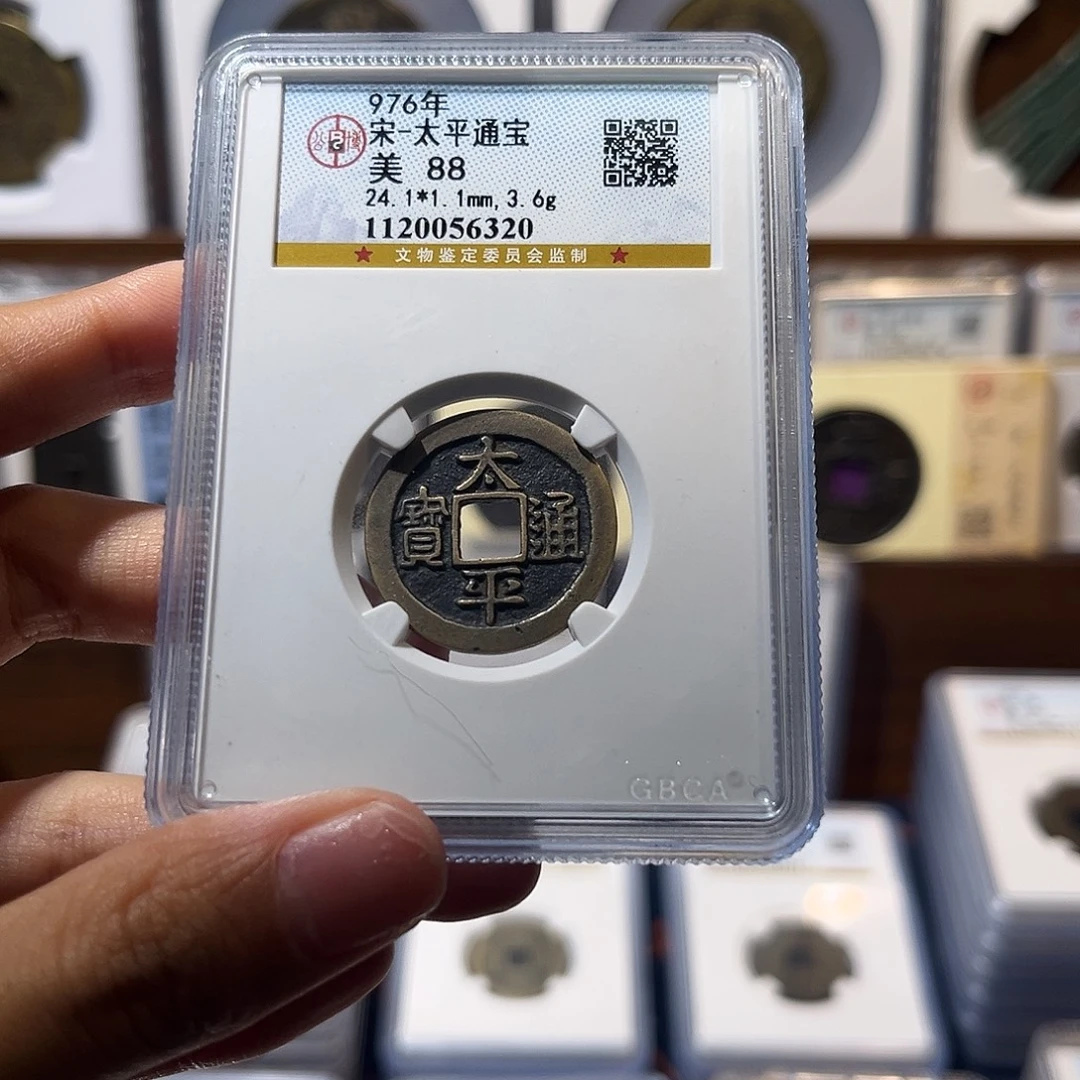 976年
宋-太平通宝
美 88
24.1*1.1mm, 3.6g
1120056320
★ 文物鉴定委员会监制 ★
太
寶 通
平
GBCA